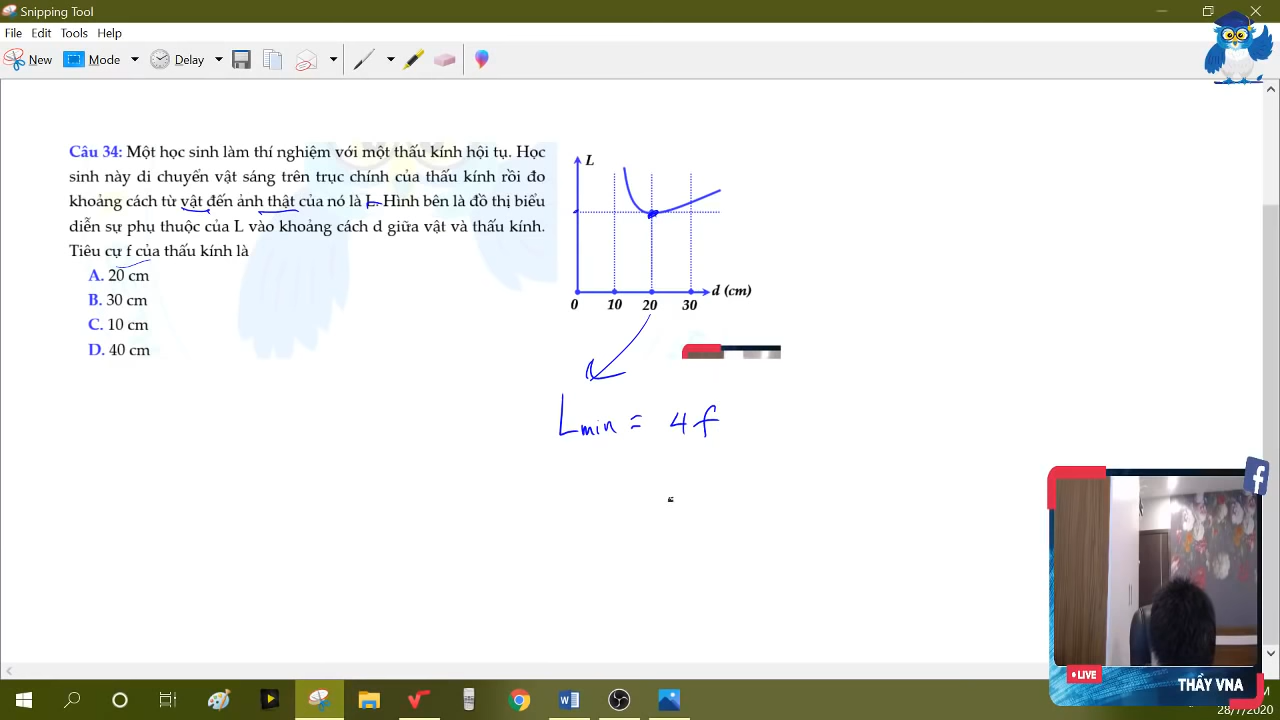 Snipping Tool
File Edit Tools Help
New Mode Delay
Câu 34: Một học sinh làm thí nghiệm với một thấu kính hội tụ. Học
sinh này di chuyển vật sáng trên trục chính của thấu kính rồi đo
khoảng cách từ vật đến ảnh thật của nó là L. Hình bên là đồ thị biểu
diễn sự phụ thuộc của L vào khoảng cách d giữa vật và thấu kính.
Tiêu cự f của thấu kính là
A. 20 cm
B. 30 cm
C. 10 cm
D. 40 cm
L
d (cm)
0 10 20 30
Lmin = 4f
f
LIVE
THẦY VNA
28/7/2020